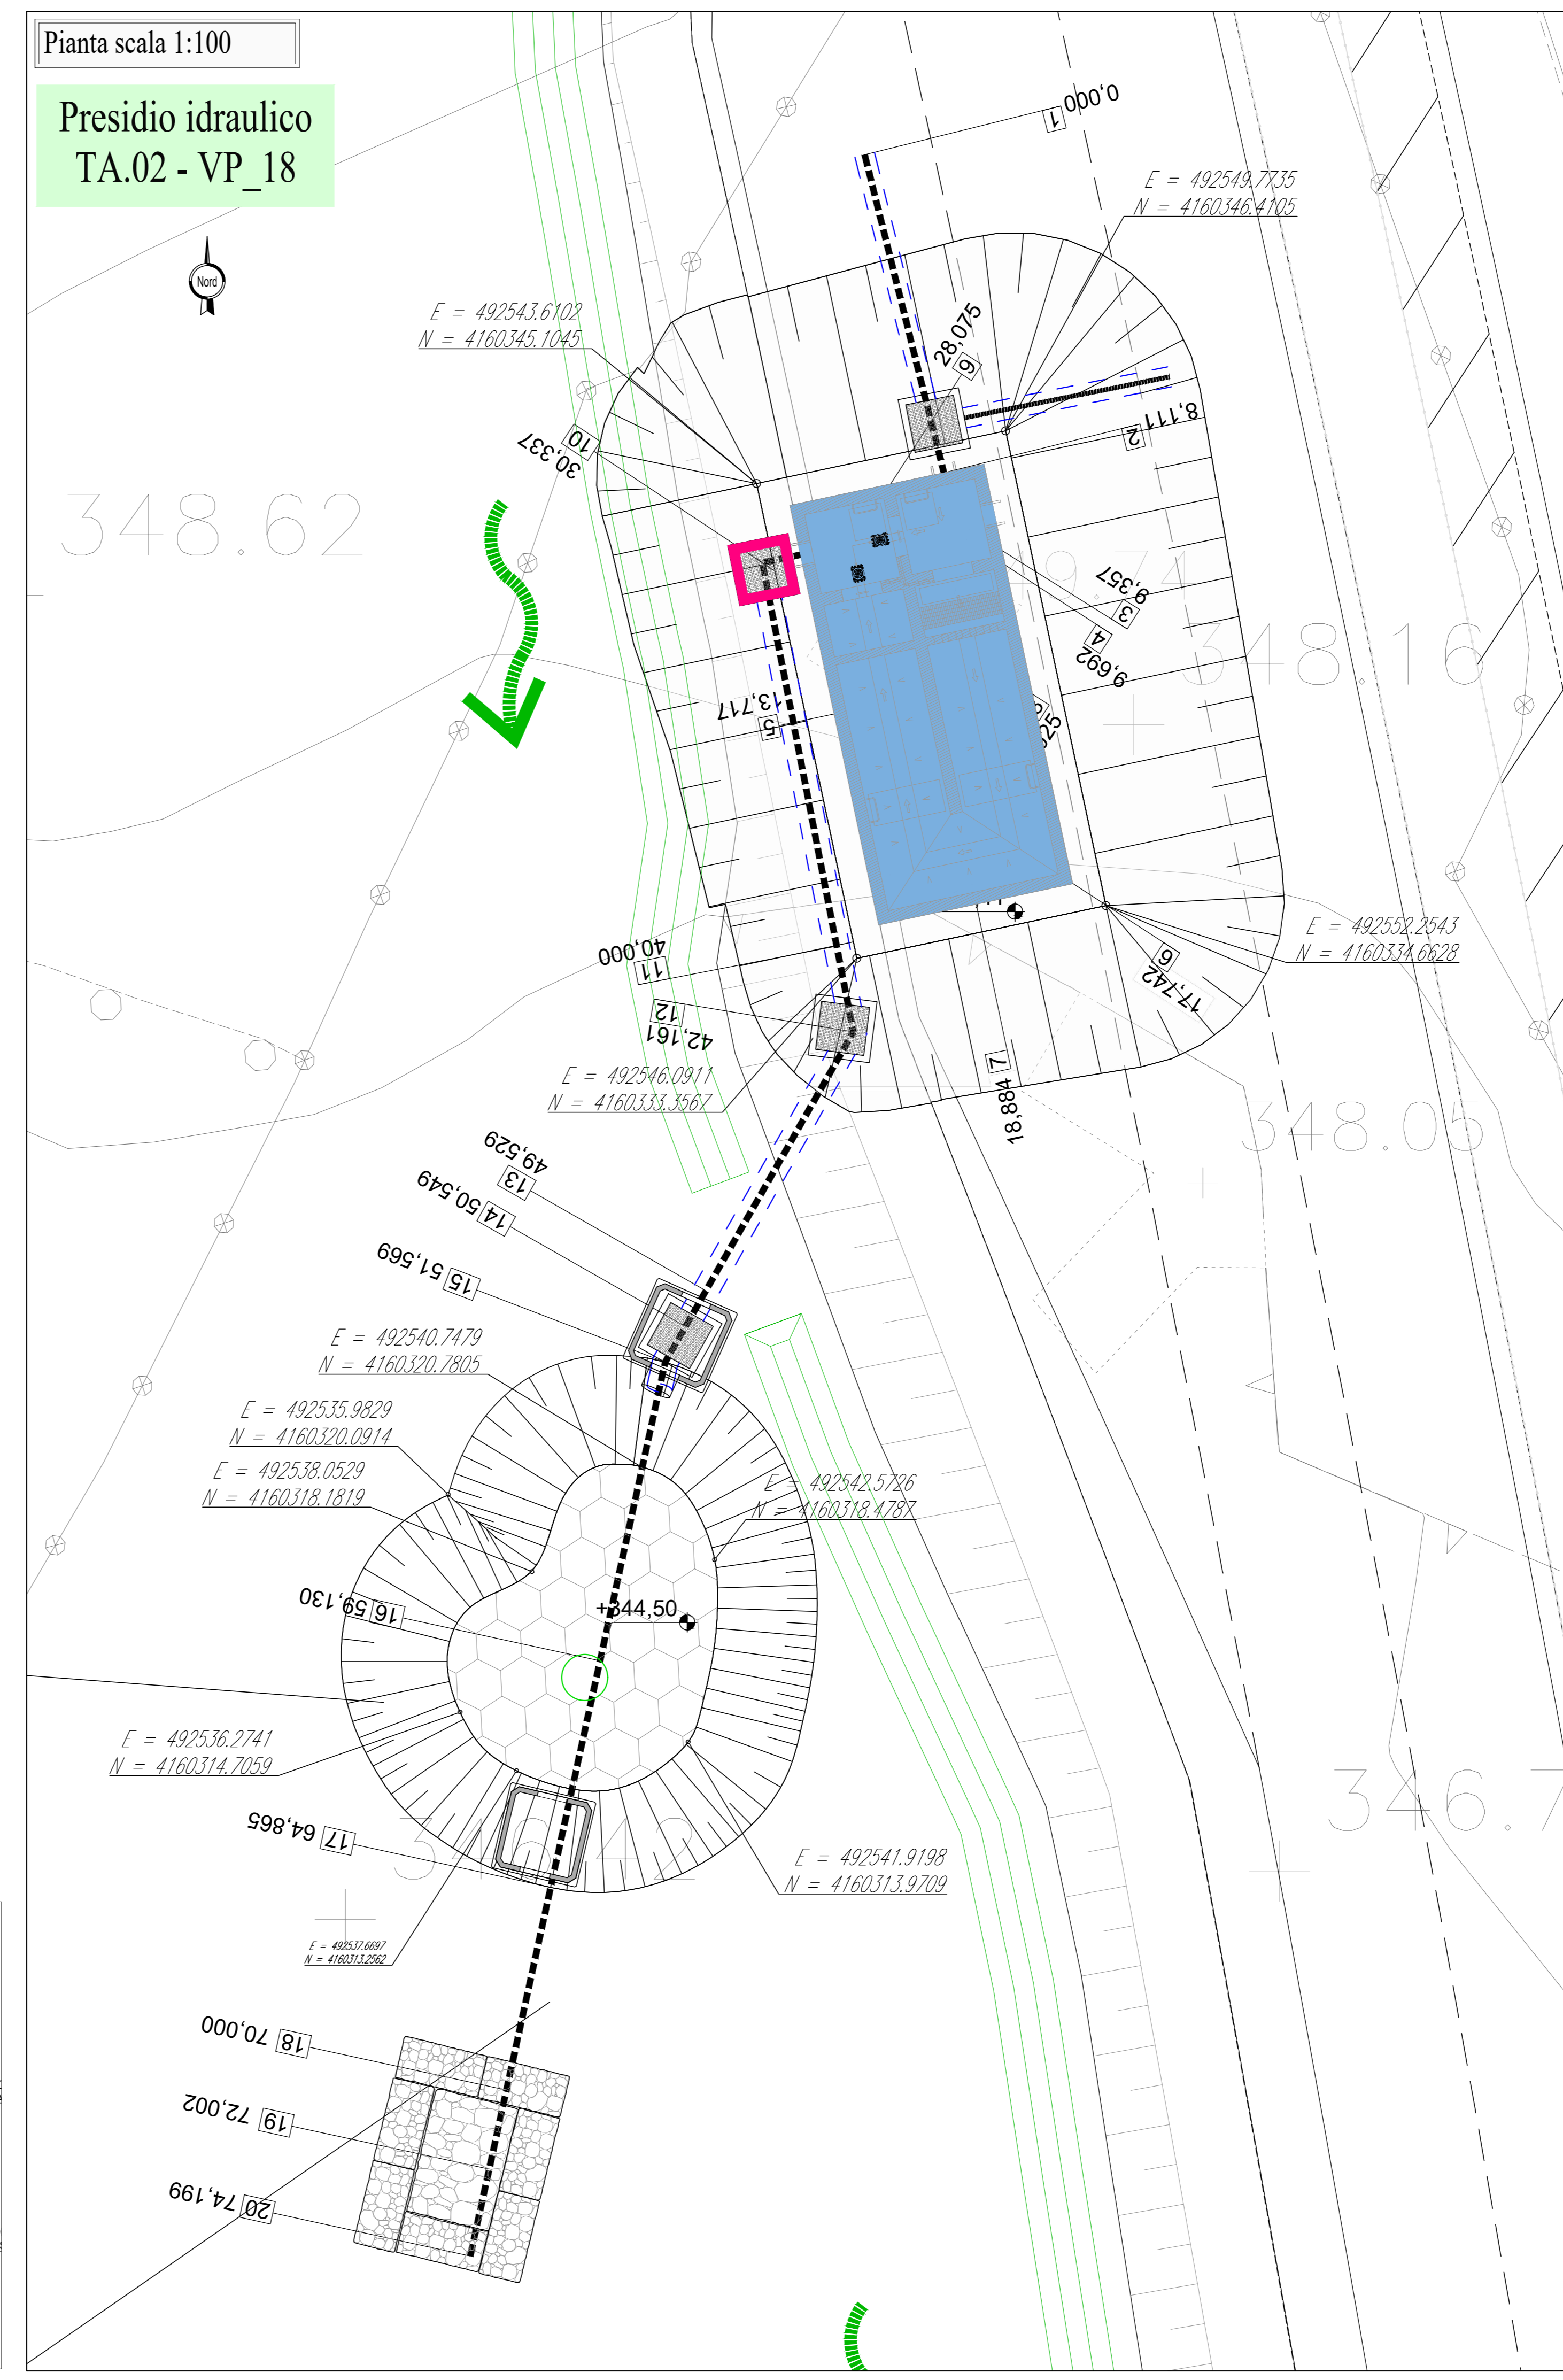 Pianta scala 1:100
Presidio idraulico
TA.02 - VP_18
Nord
1 0,000
E = 492549.7735
N = 4160346.4105
E = 492543.6102
N = 4160345.1045
28,075
9
10
30,337
2 8,111
348.62
9,357
3
4
9,692
348.16
13,717
5
E = 492552.2543
N = 4160334.6628
40,000
11
6
17,742
12
42,161
E = 492546.0911
N = 4160333.3567
18,884 7
348.05
49,529
13
14 50,549
15 51,569
E = 492540.7479
N = 4160320.7805
E = 492535.9829
N = 4160320.0914
E = 492538.0529
N = 4160318.1819
E = 492542.5726
N = 4160318.4787
16 59,130
+344,50
E = 492536.2741
N = 4160314.7059
346.7
17 64,865
E = 492541.9198
N = 4160313.9709
E = 492537.6697
N = 4160313.2562
18 70,000
19 72,002
20 74,199